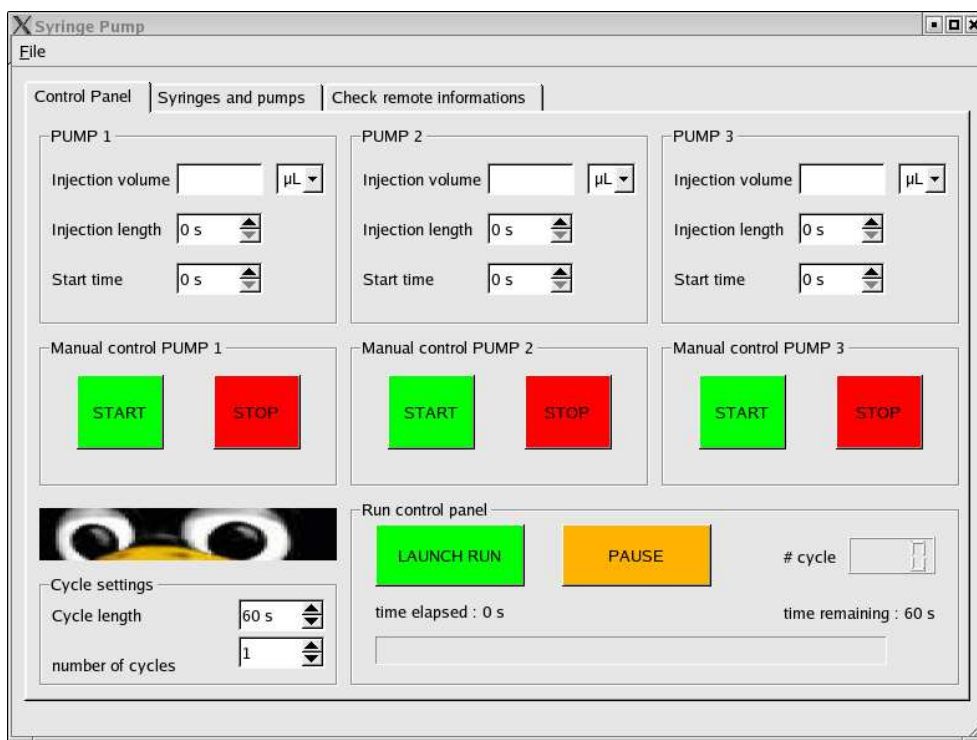 Syringe Pump
File
Control Panel Syringes and pumps Check remote informations
PUMP 1 PUMP 2 PUMP 3
Injection volume µL Injection volume µL Injection volume µL
Injection length 0 s Injection length 0 s Injection length 0 s
Start time 0 s Start time 0 s Start time 0 s
Manual control PUMP 1 Manual control PUMP 2 Manual control PUMP 3
START STOP START STOP START STOP
Run control panel
LAUNCH RUN PAUSE # cycle 0
Cycle settings
Cycle length 60 s time elapsed : 0 s time remaining : 60 s
number of cycles 1